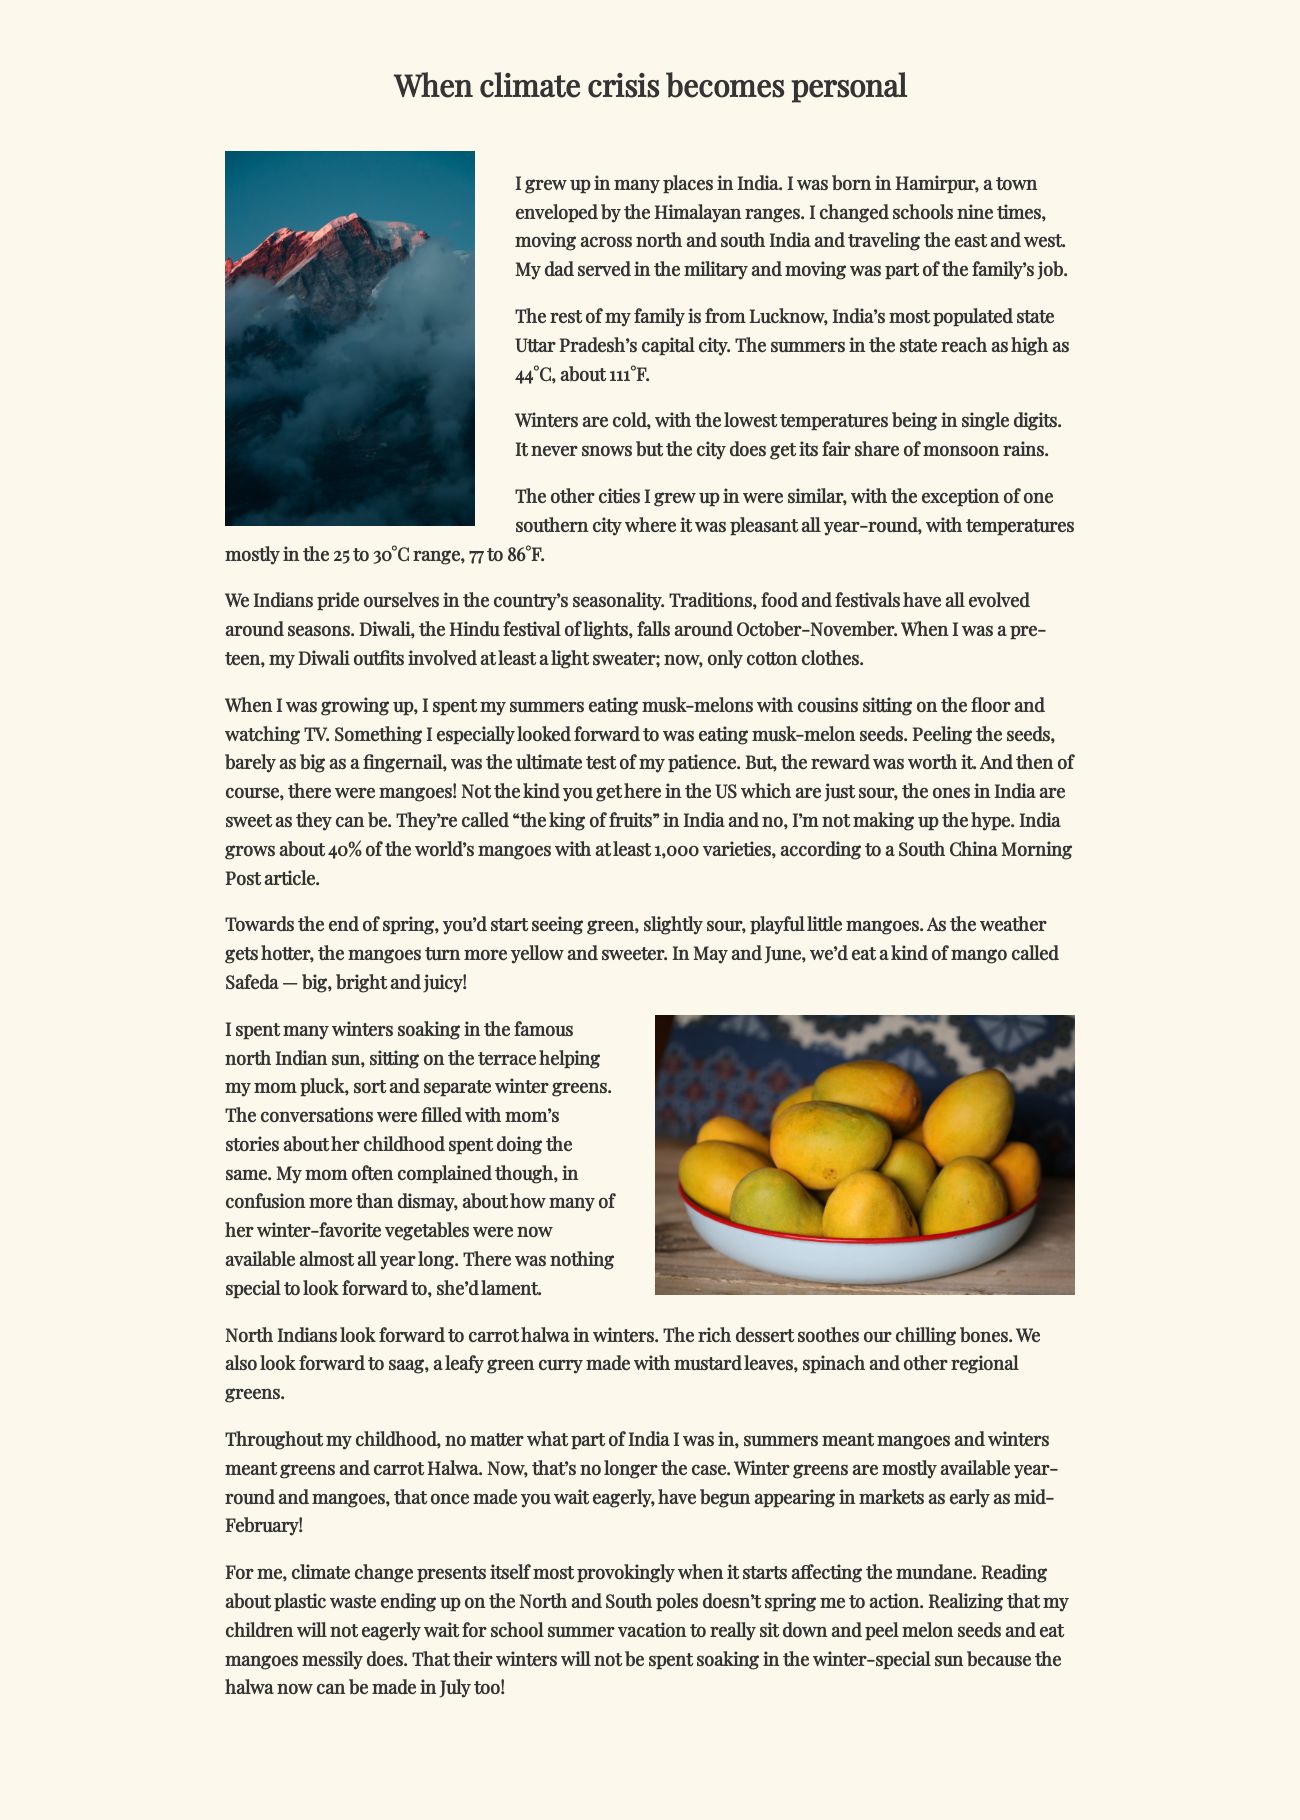 When climate crisis becomes personal
I grew up in many places in India. I was born in Hamirpur, a town
enveloped by the Himalayan ranges. I changed schools nine times,
moving across north and south India and traveling the east and west.
My dad served in the military and moving was part of the family’s job.
The rest of my family is from Lucknow, India’s most populated state
Uttar Pradesh’s capital city. The summers in the state reach as high as
44°C, about 111°F.
Winters are cold, with the lowest temperatures being in single digits.
It never snows but the city does get its fair share of monsoon rains.
The other cities I grew up in were similar, with the exception of one
southern city where it was pleasant all year-round, with temperatures
mostly in the 25 to 30°C range, 77 to 86°F.
We Indians pride ourselves in the country’s seasonality. Traditions, food and festivals have all evolved
around seasons. Diwali, the Hindu festival of lights, falls around October-November. When I was a pre-
teen, my Diwali outfits involved at least a light sweater; now, only cotton clothes.
When I was growing up, I spent my summers eating musk-melons with cousins sitting on the floor and
watching TV. Something I especially looked forward to was eating musk-melon seeds. Peeling the seeds,
barely as big as a fingernail, was the ultimate test of my patience. But, the reward was worth it. And then of
course, there were mangoes! Not the kind you get here in the US which are just sour, the ones in India are
sweet as they can be. They’re called “the king of fruits” in India and no, I’m not making up the hype. India
grows about 40% of the world’s mangoes with at least 1,000 varieties, according to a South China Morning
Post article.
Towards the end of spring, you’d start seeing green, slightly sour, playful little mangoes. As the weather
gets hotter, the mangoes turn more yellow and sweeter. In May and June, we’d eat a kind of mango called
Safeda — big, bright and juicy!
I spent many winters soaking in the famous
north Indian sun, sitting on the terrace helping
my mom pluck, sort and separate winter greens.
The conversations were filled with mom’s
stories about her childhood spent doing the
same. My mom often complained though, in
confusion more than dismay, about how many of
her winter-favorite vegetables were now
available almost all year long. There was nothing
special to look forward to, she’d lament.
North Indians look forward to carrot halwa in winters. The rich dessert soothes our chilling bones. We
also look forward to saag, a leafy green curry made with mustard leaves, spinach and other regional
greens.
Throughout my childhood, no matter what part of India I was in, summers meant mangoes and winters
meant greens and carrot Halwa. Now, that’s no longer the case. Winter greens are mostly available year-
round and mangoes, that once made you wait eagerly, have begun appearing in markets as early as mid-
February!
For me, climate change presents itself most provokingly when it starts affecting the mundane. Reading
about plastic waste ending up on the North and South poles doesn’t spring me to action. Realizing that my
children will not eagerly wait for school summer vacation to really sit down and peel melon seeds and eat
mangoes messily does. That their winters will not be spent soaking in the winter-special sun because the
halwa now can be made in July too!